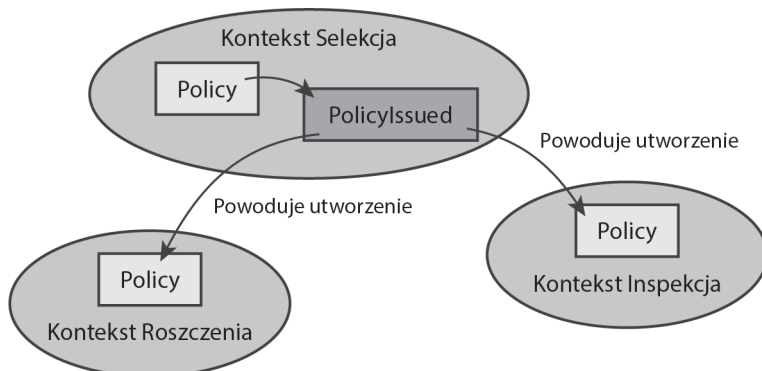 Kontekst Selekcja
Policy
PolicyIssued
Powoduje utworzenie
Powoduje utworzenie
Policy
Kontekst Inspekcja
Policy
Kontekst Roszczenia